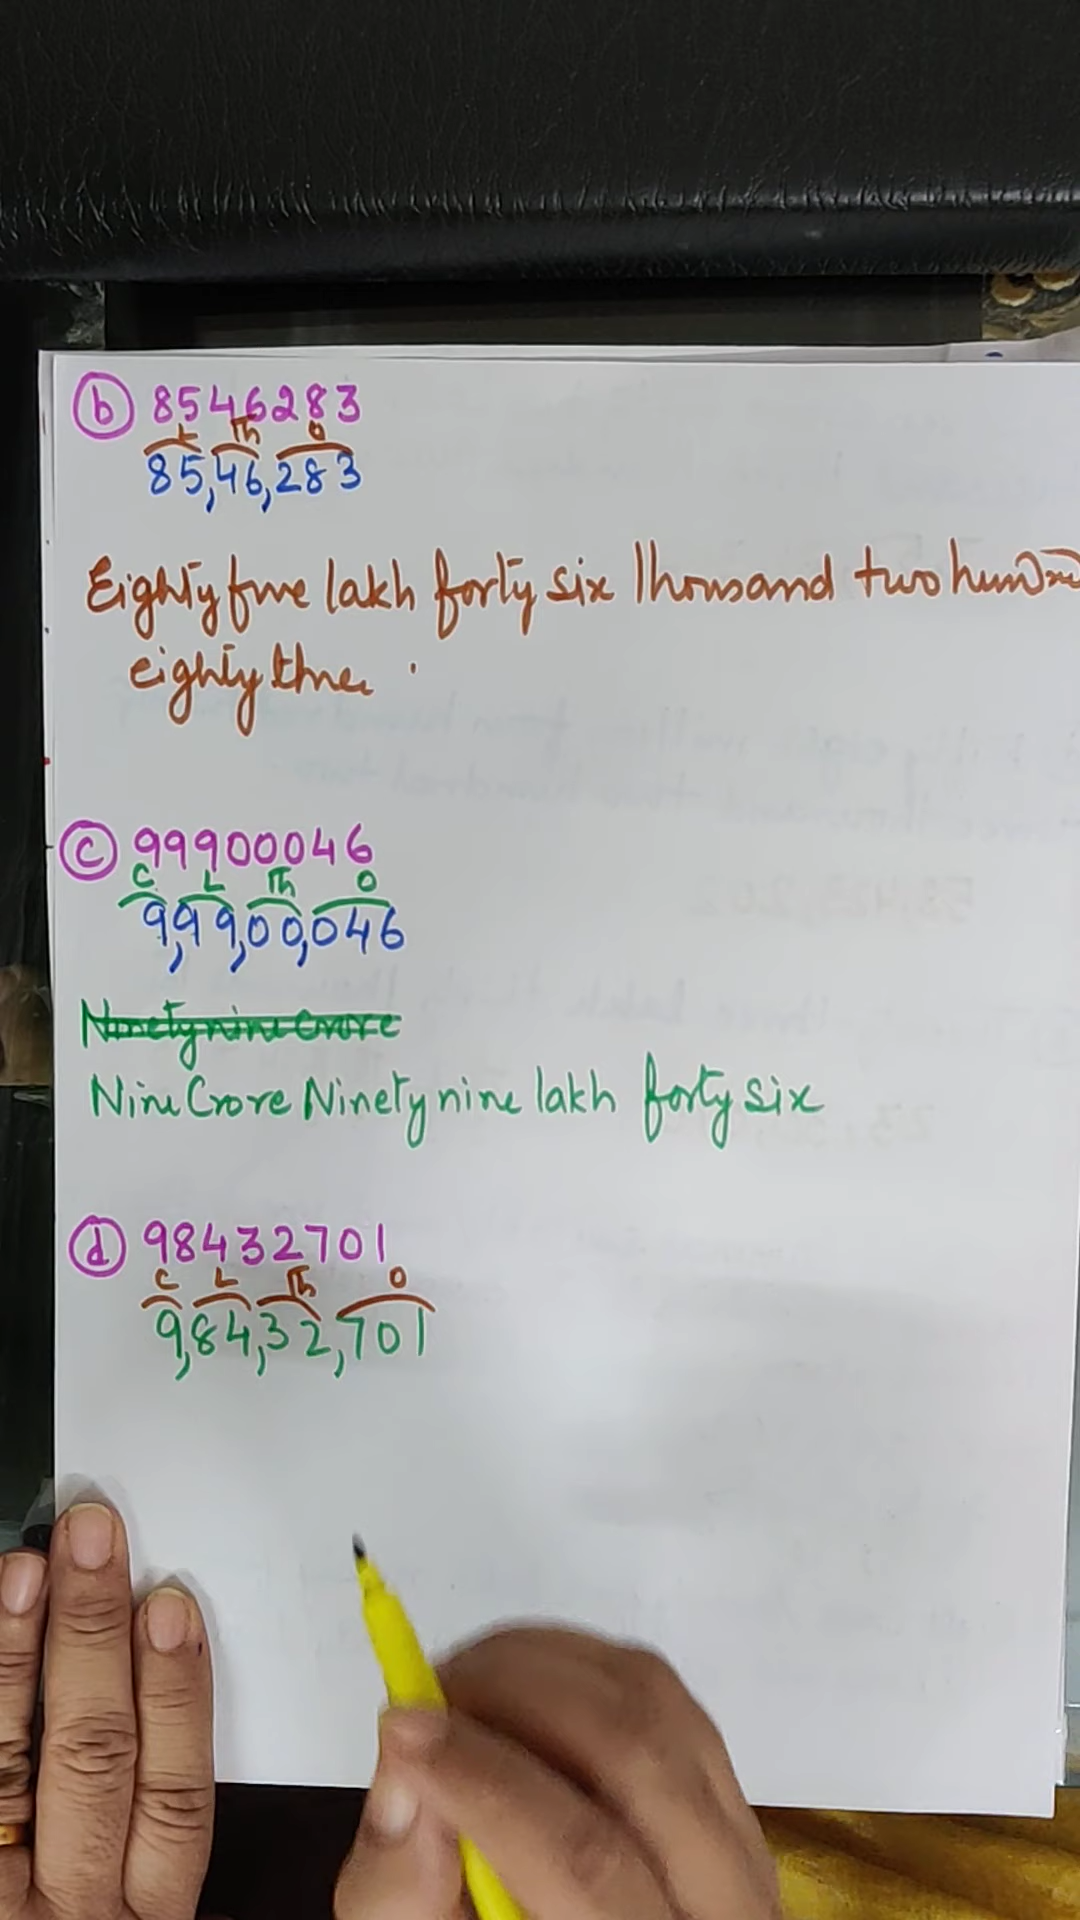 b 8546283
L Th O
85,46,283
Eighty five lakh forty six Thousand two hundred
eighty three .
c 99900046
C L Th O
9,99,00,046
Ninety nine Crore
Nine Crore Ninety nine lakh forty six
d 98432701
C L Th O
9,84,32,701